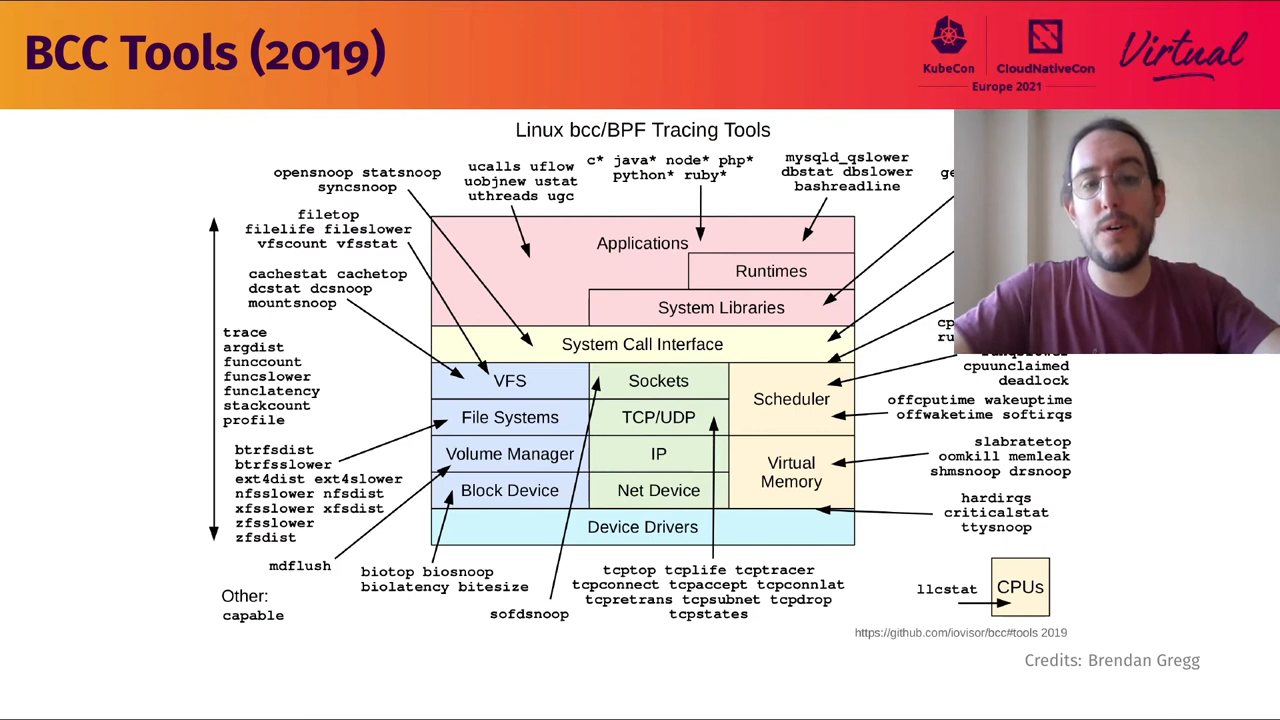 BCC Tools (2019)
KubeCon
CloudNativeCon
Europe 2021
Virtual
Linux bcc/BPF Tracing Tools
opensnoop statsnoop
syncsnoop
ucalls uflow
uobjnew ustat
uthreads ugc
c* java* node* php*
python* ruby*
mysqld_qslower
dbstat dbslower
bashreadline
filetop
filelife fileslower
vfscount vfsstat
cachestat cachetop
dcstat dcsnoop
mountsnoop
trace
argdist
funccount
funcslower
funclatency
stackcount
profile
btrfsdist
btrfsslower
ext4dist ext4slower
nfsslower nfsdist
xfsslower xfsdist
zfsslower
zfsdist
mdflush
Other:
capable
Applications
Runtimes
System Libraries
System Call Interface
VFS
Sockets
Scheduler
File Systems
TCP/UDP
Volume Manager
IP
Virtual
Memory
Block Device
Net Device
Device Drivers
biotop biosnoop
biolatency bitesize
sofdsnoop
tcptop tcplife tcptracer
tcpconnect tcpaccept tcpconnlat
tcpretrans tcpsubnet tcpdrop
tcpstates
cpuunclaimed
deadlock
offcputime wakeuptime
offwaketime softirqs
slabratetop
oomkill memleak
shmsnoop drsnoop
hardirqs
criticalstat
ttysnoop
llcstat
CPUs
https://github.com/iovisor/bcc#tools 2019
Credits: Brendan Gregg